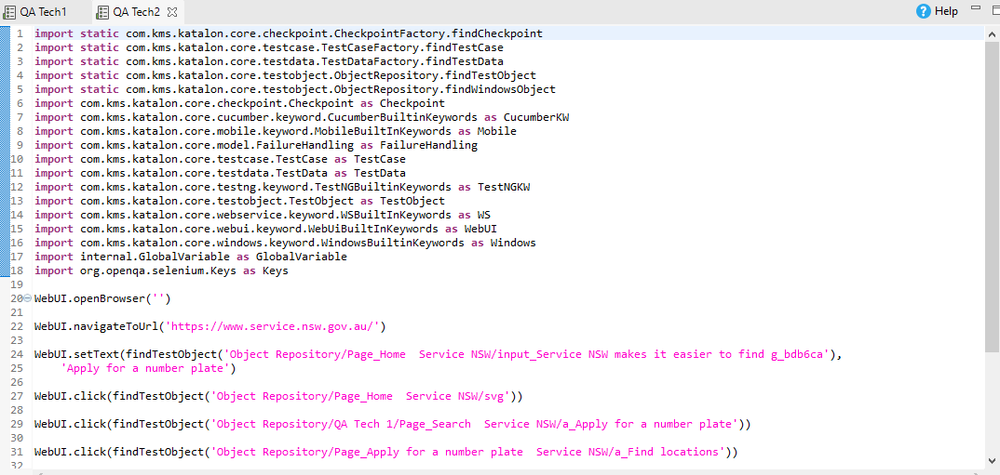 QA Tech1 QA Tech2 Help
1 import static com.kms.katalon.core.checkpoint.CheckpointFactory.findCheckpoint
2 import static com.kms.katalon.core.testcase.TestCaseFactory.findTestCase
3 import static com.kms.katalon.core.testdata.TestDataFactory.findTestData
4 import static com.kms.katalon.core.testobject.ObjectRepository.findTestObject
5 import static com.kms.katalon.core.testobject.ObjectRepository.findWindowsObject
6 import com.kms.katalon.core.checkpoint.Checkpoint as Checkpoint
7 import com.kms.katalon.core.cucumber.keyword.CucumberBuiltinKeywords as CucumberKW
8 import com.kms.katalon.core.mobile.keyword.MobileBuiltInKeywords as Mobile
9 import com.kms.katalon.core.model.FailureHandling as FailureHandling
10 import com.kms.katalon.core.testcase.TestCase as TestCase
11 import com.kms.katalon.core.testdata.TestData as TestData
12 import com.kms.katalon.core.testng.keyword.TestNGBuiltinKeywords as TestNGKW
13 import com.kms.katalon.core.testobject.TestObject as TestObject
14 import com.kms.katalon.core.webservice.keyword.WSBuiltInKeywords as WS
15 import com.kms.katalon.core.webui.keyword.WebUiBuiltInKeywords as WebUI
16 import com.kms.katalon.core.windows.keyword.WindowsBuiltinKeywords as Windows
17 import internal.GlobalVariable as GlobalVariable
18 import org.openqa.selenium.Keys as Keys
19
20 WebUI.openBrowser('')
21
22 WebUI.navigateToUrl('https://www.service.nsw.gov.au/')
23
24 WebUI.setText(findTestObject('Object Repository/Page_Home  Service NSW/input_Service NSW makes it easier to find g_bdb6ca'),
25     'Apply for a number plate')
26
27 WebUI.click(findTestObject('Object Repository/Page_Home  Service NSW/svg'))
28
29 WebUI.click(findTestObject('Object Repository/QA Tech 1/Page_Search  Service NSW/a_Apply for a number plate'))
30
31 WebUI.click(findTestObject('Object Repository/Page_Apply for a number plate  Service NSW/a_Find locations'))
32